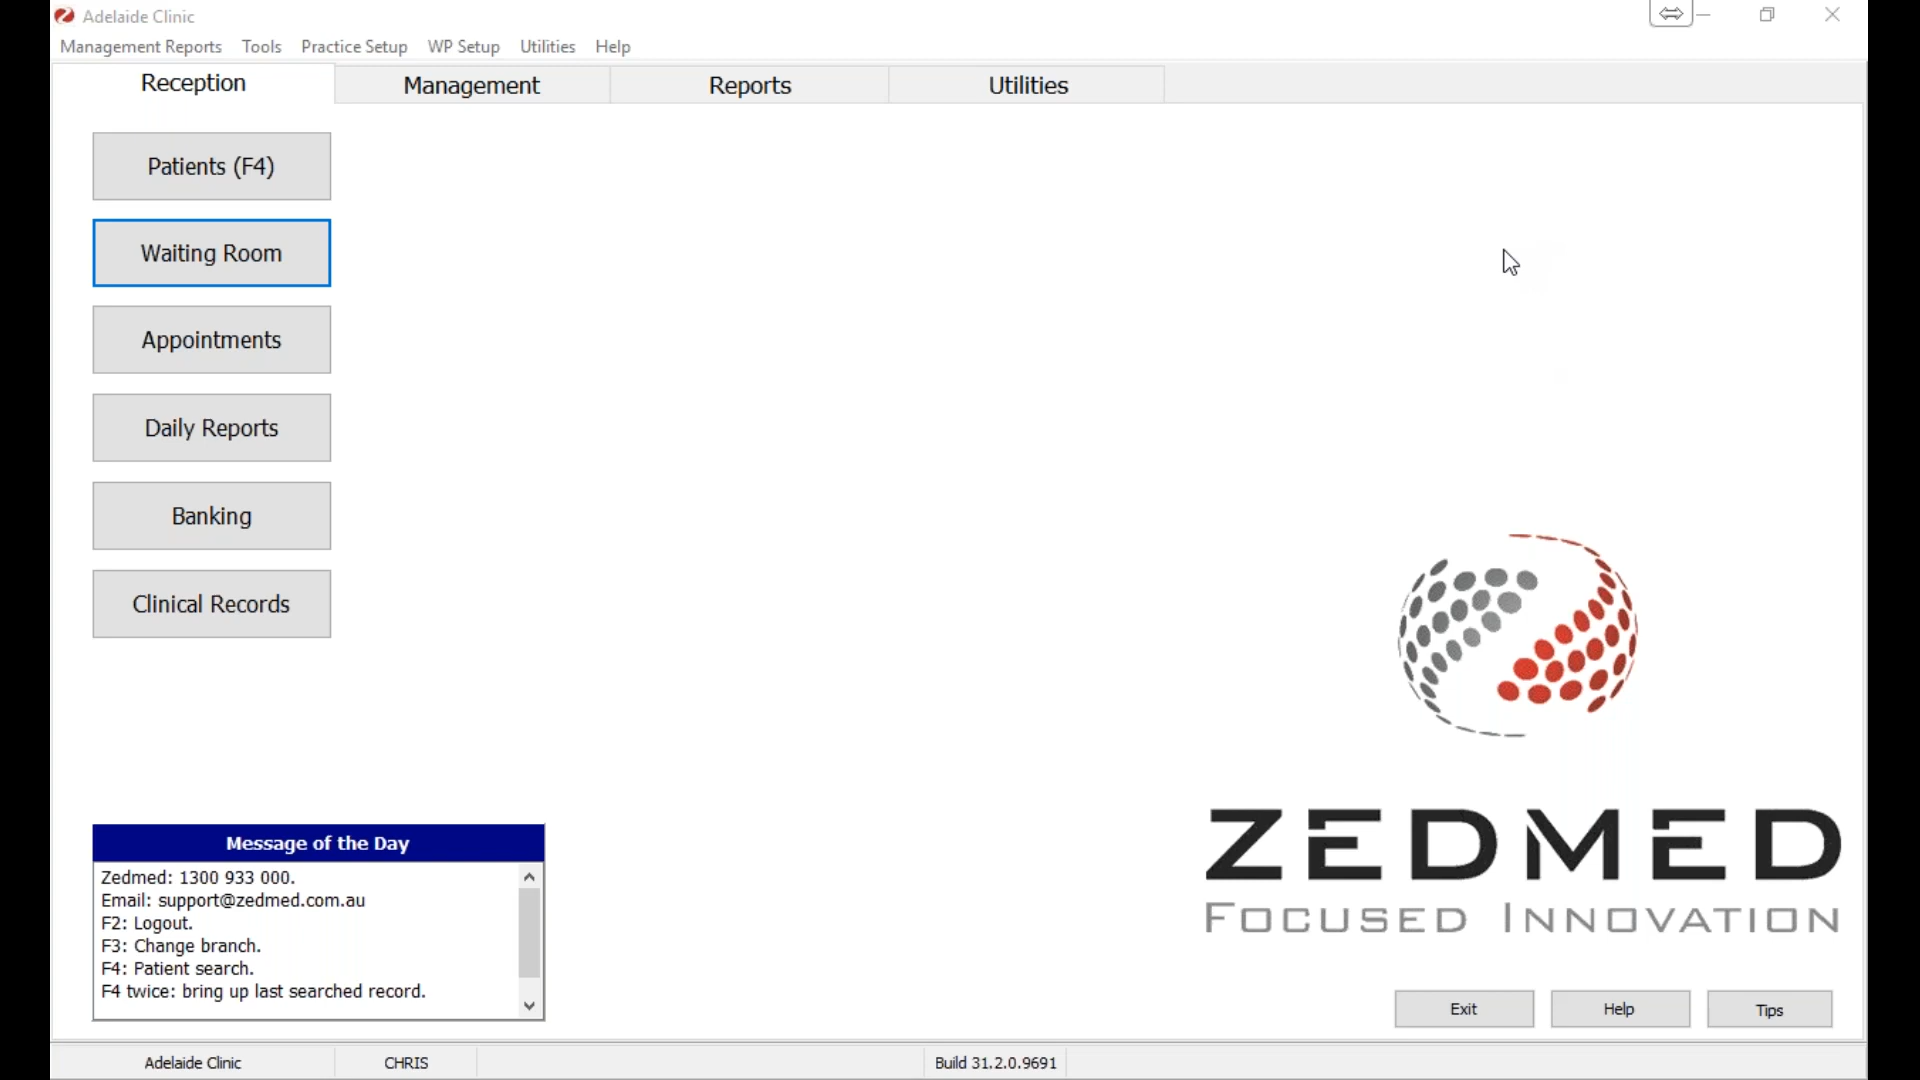 Adelaide Clinic
Management Reports Tools Practice Setup WP Setup Utilities Help
Reception Management Reports Utilities
Patients (F4)
Waiting Room
Appointments
Daily Reports
Banking
Clinical Records
Message of the Day
Zedmed: 1300 933 000.
Email: support@zedmed.com.au
F2: Logout.
F3: Change branch.
F4: Patient search.
F4 twice: bring up last searched record.
ZEDMED
FOCUSED INNOVATION
Exit Help Tips
Adelaide Clinic CHRIS Build 31.2.0.9691